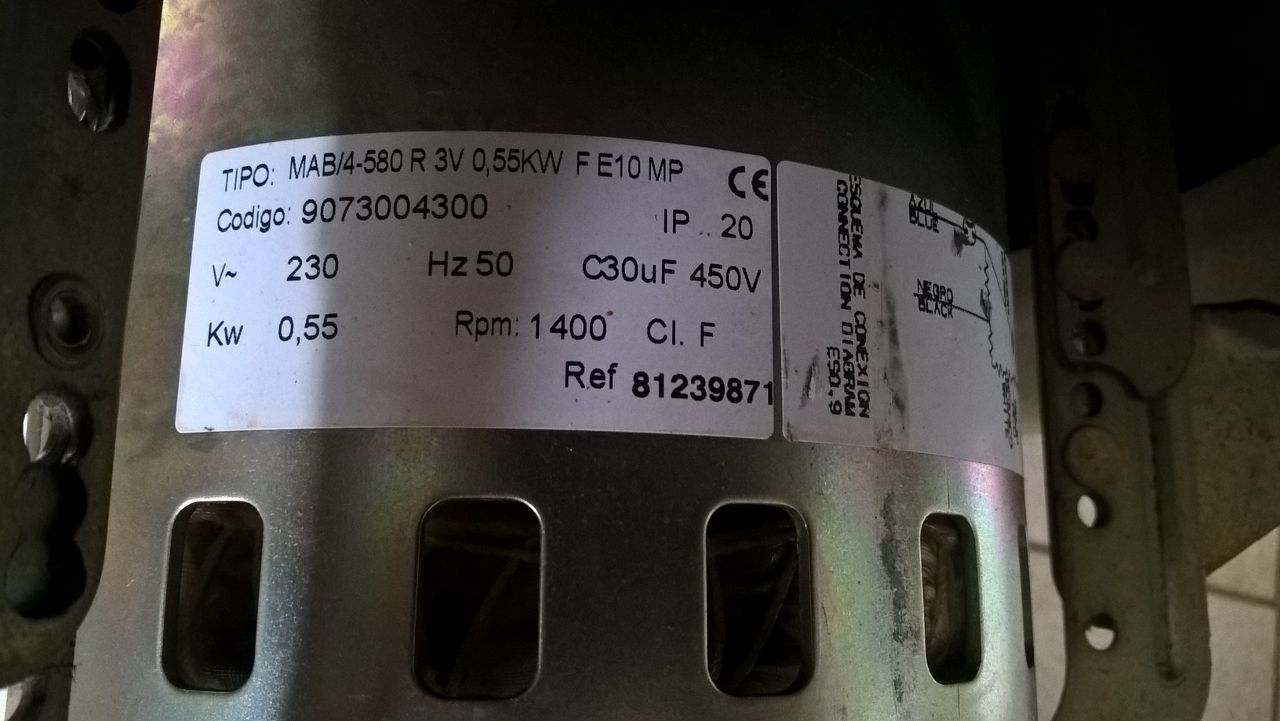 TIPO: MAB/4-580 R 3V 0,55KW F E10 MP
CE
Codigo: 9073004300
IP .. 20
V~ 230 Hz 50 C30uF 450V
Kw 0,55 Rpm: 1400 Cl. F
Ref 81239871
ESQUEMA DE CONEXION
CONNECTION DIAGRAM
ESQ,9
AZUL
BLUE
NEGRO
BLACK